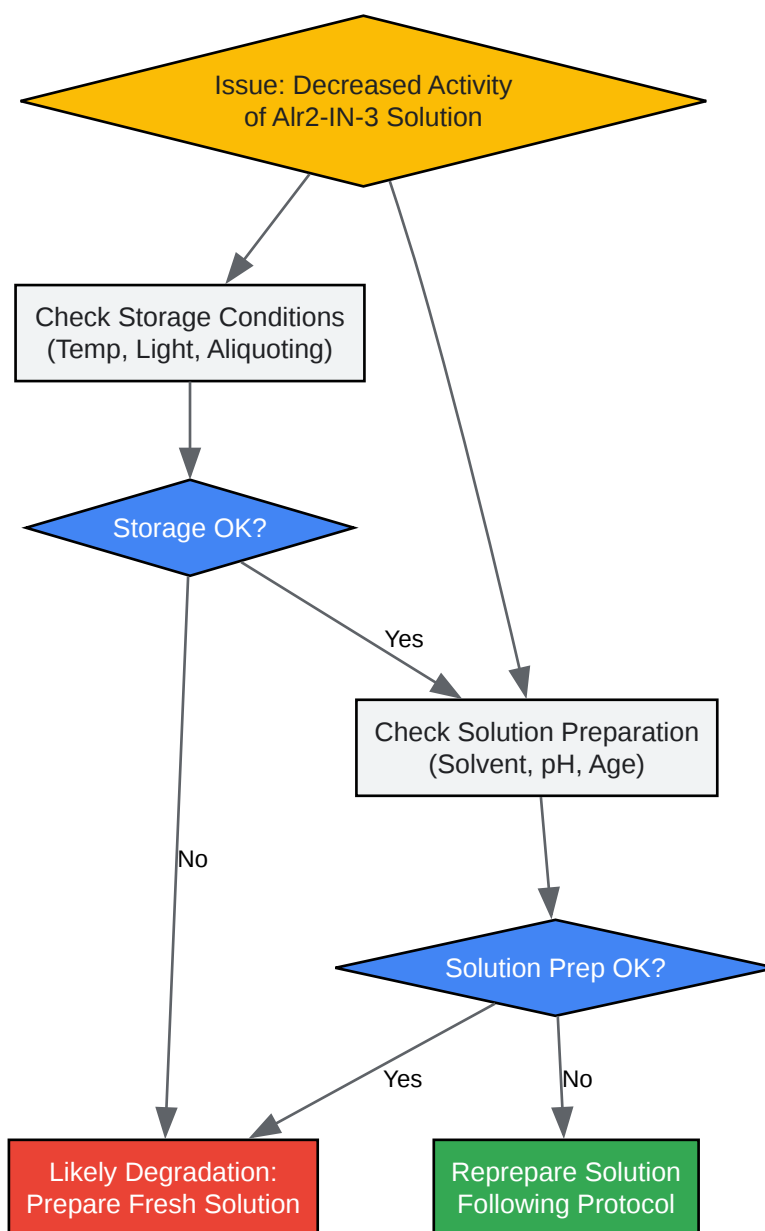 Issue: Decreased Activity
of Alr2-IN-3 Solution
Check Storage Conditions
(Temp, Light, Aliquoting)
Storage OK?
Yes
Check Solution Preparation
(Solvent, pH, Age)
No
Solution Prep OK?
Yes
No
Likely Degradation:
Prepare Fresh Solution
Reprepare Solution
Following Protocol